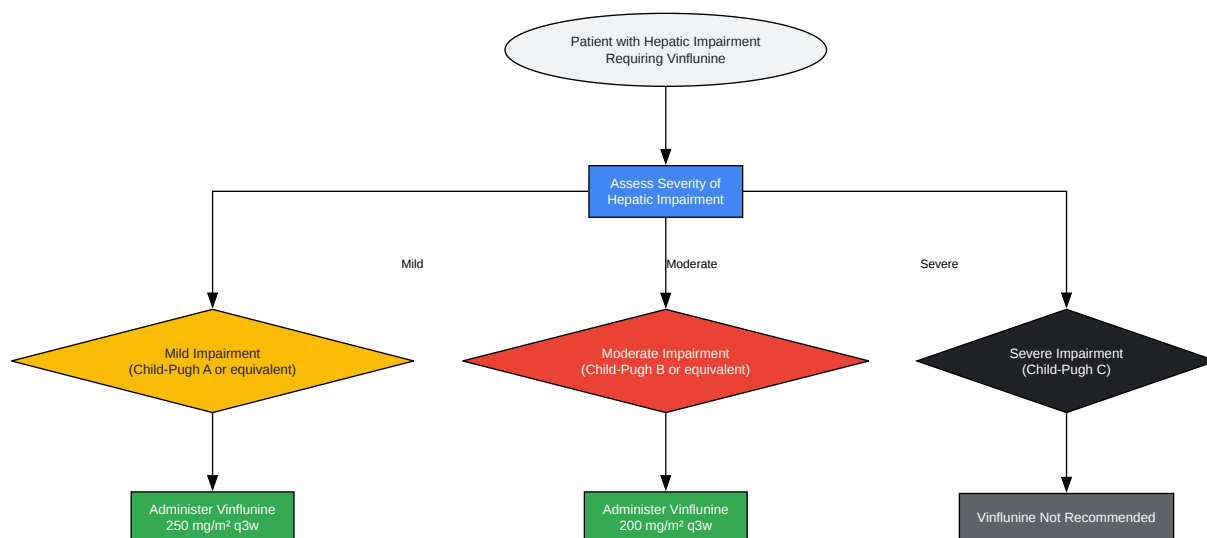 Patient with Hepatic Impairment
Requiring Vinflunine
Assess Severity of
Hepatic Impairment
Mild
Moderate
Severe
Mild Impairment
(Child-Pugh A or equivalent)
Moderate Impairment
(Child-Pugh B or equivalent)
Severe Impairment
(Child-Pugh C)
Administer Vinflunine
250 mg/m² q3w
Administer Vinflunine
200 mg/m² q3w
Vinflunine Not Recommended